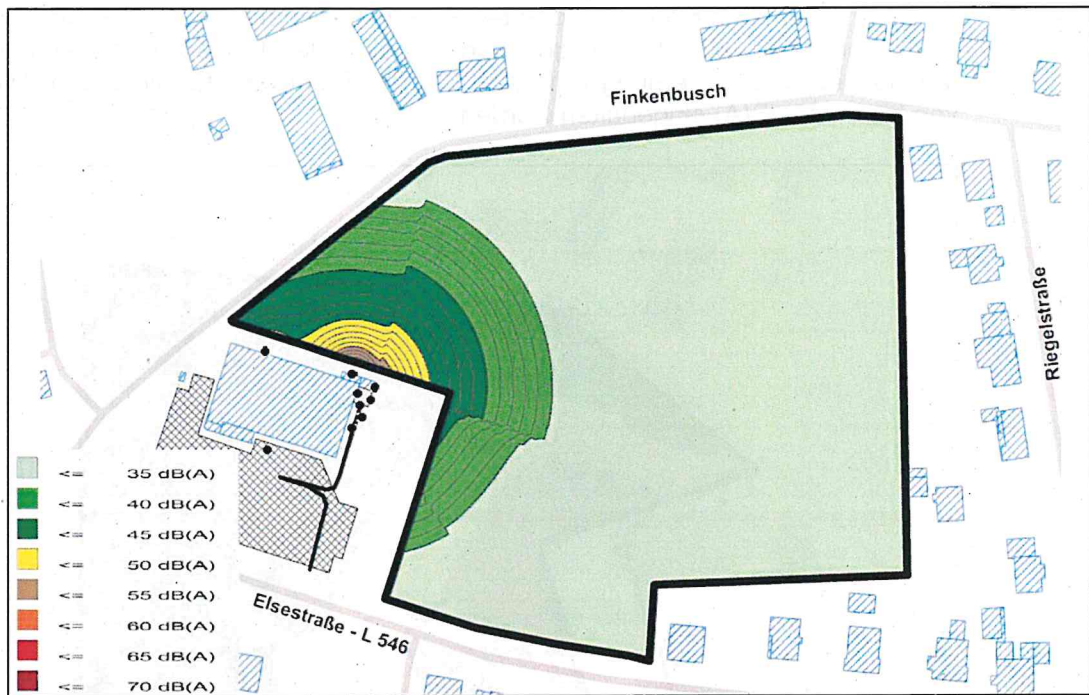 Finkenbusch
Riegelstraße
<= 35 dB(A)
<= 40 dB(A)
<= 45 dB(A)
<= 50 dB(A)
<= 55 dB(A)
<= 60 dB(A)
<= 65 dB(A)
<= 70 dB(A)
Elsestraße - L 546